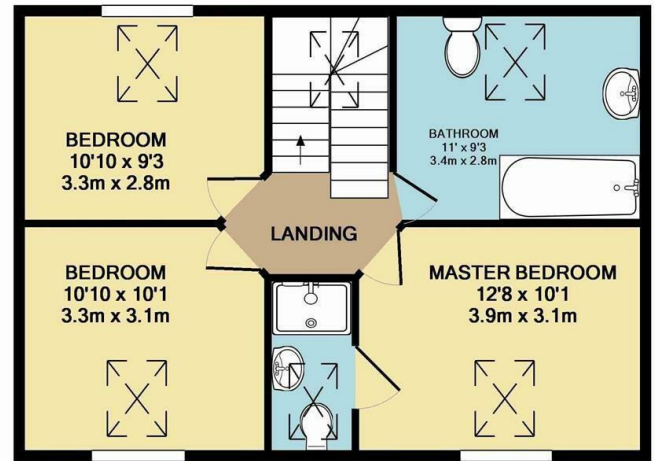 BEDROOM
10'10 x 9'3
3.3m x 2.8m
BATHROOM
11' x 9'3
3.4m x 2.8m
LANDING
BEDROOM
10'10 x 10'1
3.3m x 3.1m
MASTER BEDROOM
12'8 x 10'1
3.9m x 3.1m